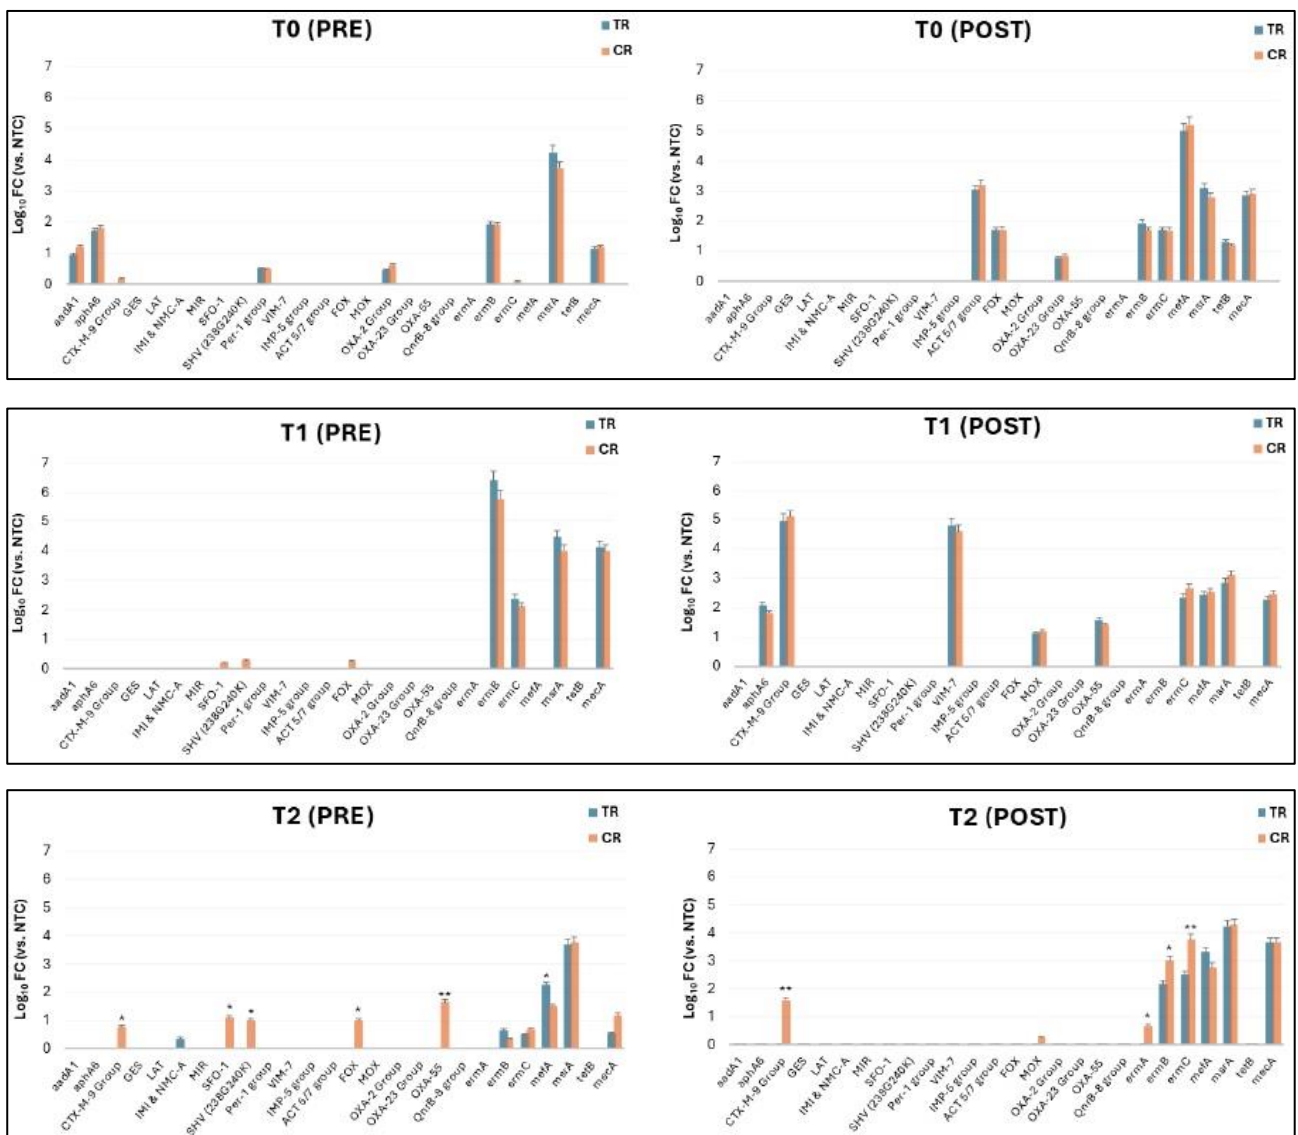 T0 (PRE)
TR
CR
Log10 FC (vs. NTC)
7
6
5
4
3
2
1
0
aadA1
aphA6
CTX-M-9 Group
GES
LAT
IMI & NMC-A
MIR
SFO-1
SHV (238G240K)
Per-1 group
VIM-7
IMP-5 group
ACT 5/7 group
FOX
MOX
OXA-2 Group
OXA-23 Group
OXA-55
QnrB-8 group
ermA
ermB
ermC
mefA
msrA
tetB
mecA
T0 (POST)
TR
CR
Log10 FC (vs. NTC)
7
6
5
4
3
2
1
0
aadA1
aphA6
CTX-M-9 Group
GES
LAT
IMI & NMC-A
MIR
SFO-1
SHV (238G240K)
Per-1 group
VIM-7
IMP-5 group
ACT 5/7 group
FOX
MOX
OXA-2 Group
OXA-23 Group
OXA-55
QnrB-8 group
ermA
ermB
ermC
mefA
msrA
tetB
mecA
T1 (PRE)
TR
CR
Log10 FC (vs. NTC)
7
6
5
4
3
2
1
0
aadA1
aphA6
CTX-M-9 Group
GES
LAT
IMI & NMC-A
MIR
SFO-1
SHV (238G240K)
Per-1 group
VIM-7
IMP-5 group
ACT 5/7 group
FOX
MOX
OXA-2 Group
OXA-23 Group
OXA-55
QnrB-8 group
ermA
ermB
ermC
mefA
msrA
tetB
mecA
T1 (POST)
TR
CR
Log10 FC (vs. NTC)
7
6
5
4
3
2
1
0
aadA1
aphA6
CTX-M-9 Group
GES
LAT
IMI & NMC-A
MIR
SFO-1
SHV (238G240K)
Per-1 group
VIM-7
IMP-5 group
ACT 5/7 group
FOX
MOX
OXA-2 Group
OXA-23 Group
OXA-55
QnrB-8 group
ermA
ermB
ermC
mefA
msrA
tetB
mecA
T2 (PRE)
TR
CR
Log10 FC (vs. NTC)
7
6
5
4
3
2
1
0
*
*
*
*
**
*
aadA1
aphA6
CTX-M-9 Group
GES
LAT
IMI & NMC-A
MIR
SFO-1
SHV (238G240K)
Per-1 group
VIM-7
IMP-5 group
ACT 5/7 group
FOX
MOX
OXA-2 Group
OXA-23 Group
OXA-55
QnrB-8 group
ermA
ermB
ermC
mefA
msrA
tetB
mecA
T2 (POST)
TR
CR
Log10 FC (vs. NTC)
7
6
5
4
3
2
1
0
**
*
*
**
aadA1
aphA6
CTX-M-9 Group
GES
LAT
IMI & NMC-A
MIR
SFO-1
SHV (238G240K)
Per-1 group
VIM-7
IMP-5 group
ACT 5/7 group
FOX
MOX
OXA-2 Group
OXA-23 Group
OXA-55
QnrB-8 group
ermA
ermB
ermC
mefA
msrA
tetB
mecA